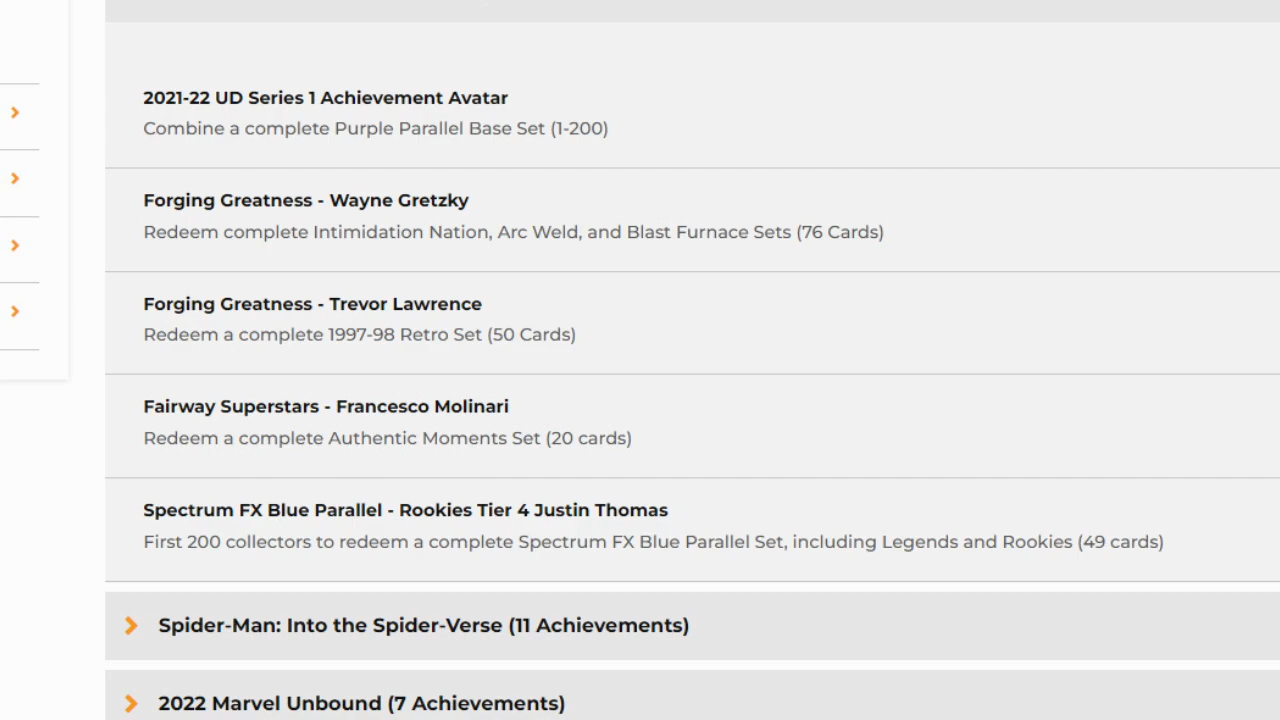 2021-22 UD Series 1 Achievement Avatar
Combine a complete Purple Parallel Base Set (1-200)
Forging Greatness - Wayne Gretzky
Redeem complete Intimidation Nation, Arc Weld, and Blast Furnace Sets (76 Cards)
Forging Greatness - Trevor Lawrence
Redeem a complete 1997-98 Retro Set (50 Cards)
Fairway Superstars - Francesco Molinari
Redeem a complete Authentic Moments Set (20 cards)
Spectrum FX Blue Parallel - Rookies Tier 4 Justin Thomas
First 200 collectors to redeem a complete Spectrum FX Blue Parallel Set, including Legends and Rookies (49 cards)
Spider-Man: Into the Spider-Verse (11 Achievements)
2022 Marvel Unbound (7 Achievements)